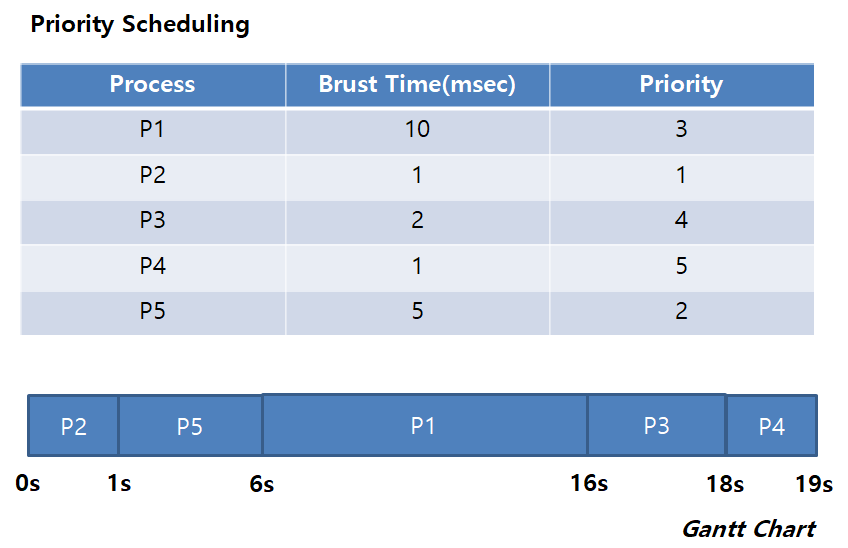 Priority Scheduling
Process Brust Time(msec) Priority
P1 10 3
P2 1 1
P3 2 4
P4 1 5
P5 5 2
P2 P5 P1 P3 P4
0s 1s 6s 16s 18s 19s
Gantt Chart